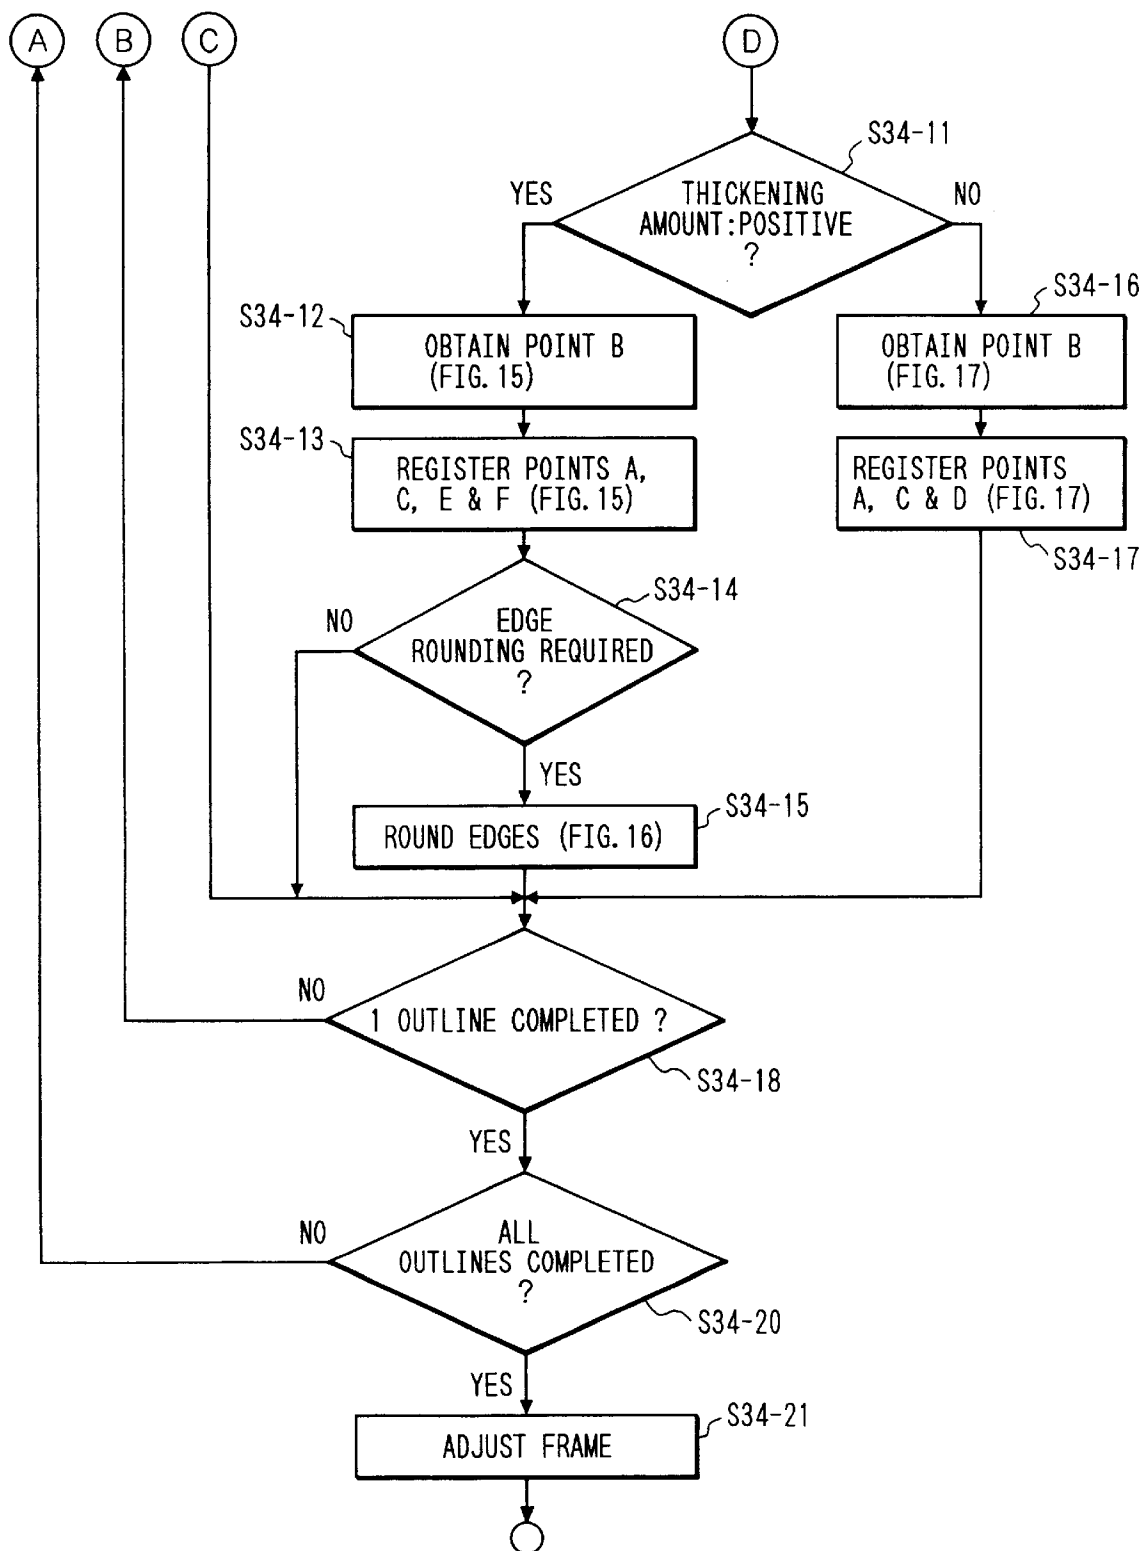 A B C D
S34-11
THICKENING
AMOUNT:POSITIVE
?
YES
NO
S34-12
OBTAIN POINT B
(FIG.15)
S34-16
OBTAIN POINT B
(FIG.17)
S34-13
REGISTER POINTS A,
C, E & F (FIG.15)
REGISTER POINTS
A, C & D (FIG.17)
S34-17
S34-14
EDGE
ROUNDING REQUIRED
?
NO
YES
S34-15
ROUND EDGES (FIG.16)
NO
1 OUTLINE COMPLETED ?
S34-18
YES
NO
ALL
OUTLINES COMPLETED
?
S34-20
YES
S34-21
ADJUST FRAME